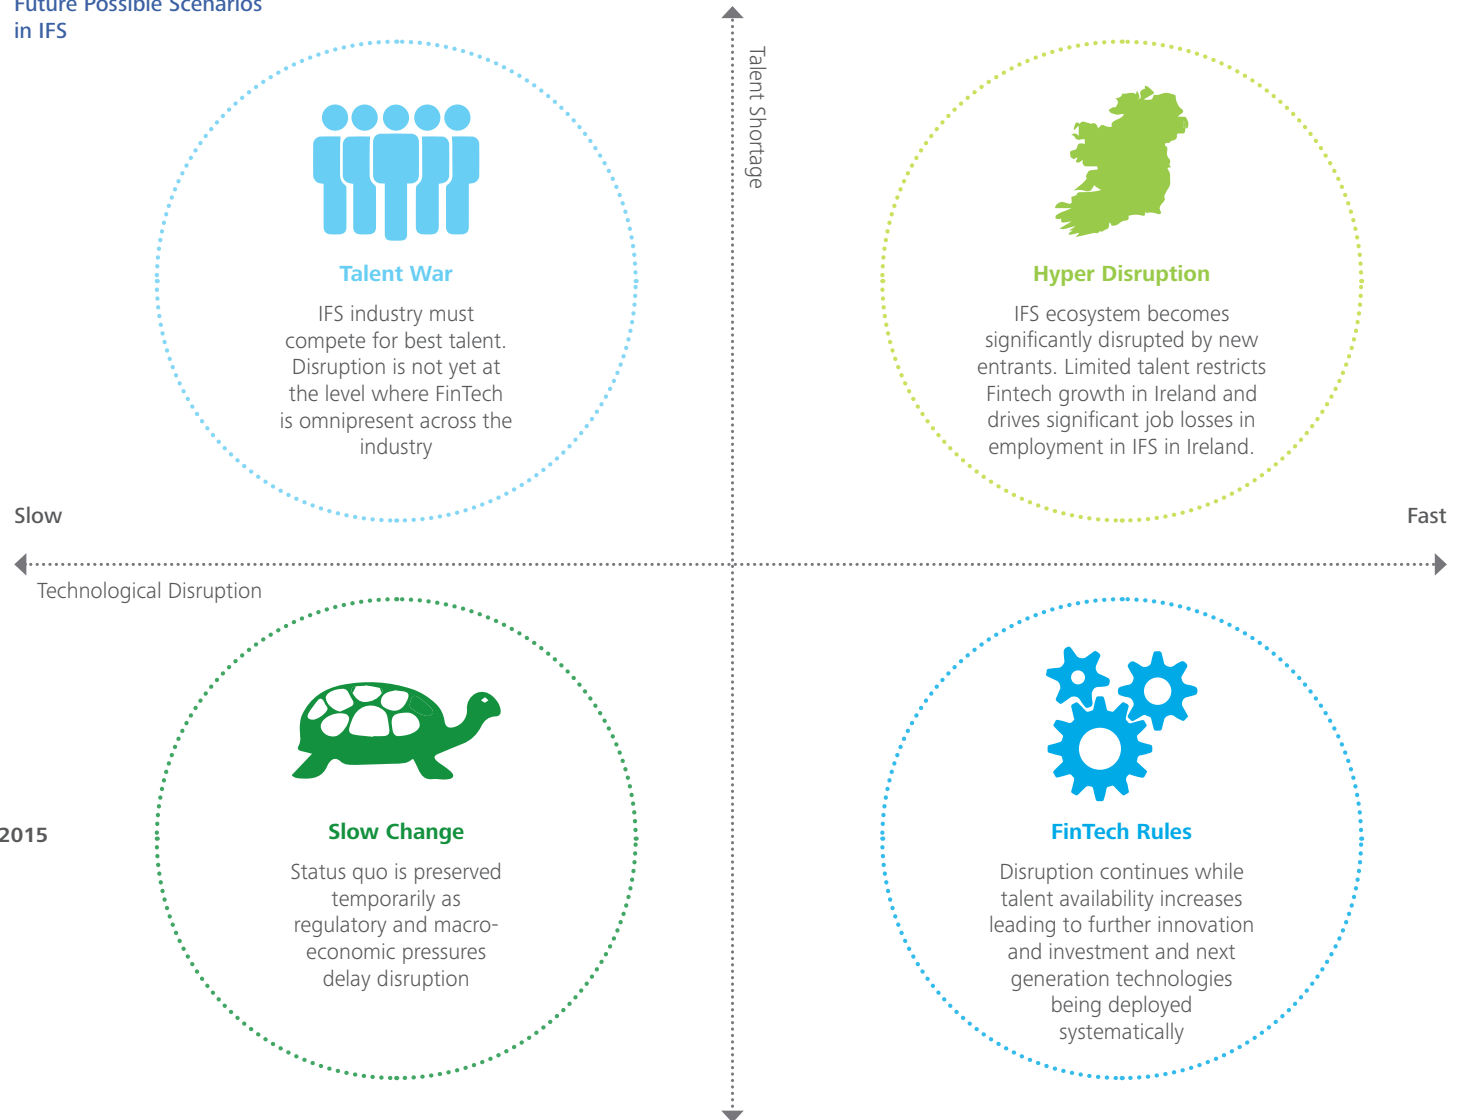 Future Possible Scenarios
in IFS
Talent Shortage
Talent War
IFS industry must
compete for best talent.
Disruption is not yet at
the level where FinTech
is omnipresent across the
industry
Hyper Disruption
IFS ecosystem becomes
significantly disrupted by new
entrants. Limited talent restricts
Fintech growth in Ireland and
drives significant job losses in
employment in IFS in Ireland.
Slow
Fast
Technological Disruption
2015
Slow Change
Status quo is preserved
temporarily as
regulatory and macro-
economic pressures
delay disruption
FinTech Rules
Disruption continues while
talent availability increases
leading to further innovation
and investment and next
generation technologies
being deployed
systematically